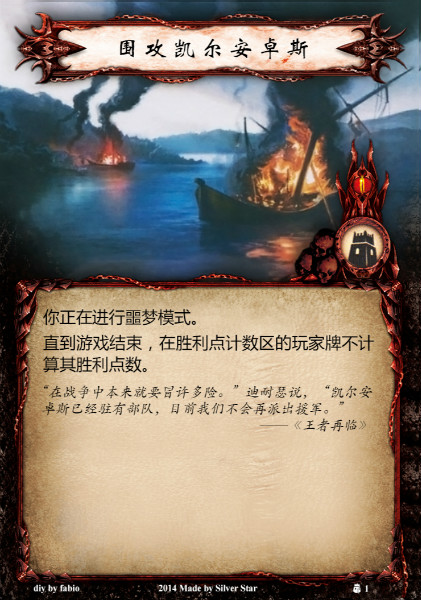 围攻凯尔安卓斯
你正在进行噩梦模式。
直到游戏结束，在胜利点计数区的玩家牌不计
算其胜利点数。
“在战争中本来就要冒许多险。”迪耐瑟说，“凯尔安
卓斯已经驻有部队，目前我们不会再派出援军。”
——《王者再临》
diy by fabio
2014 Made by Silver Star
1